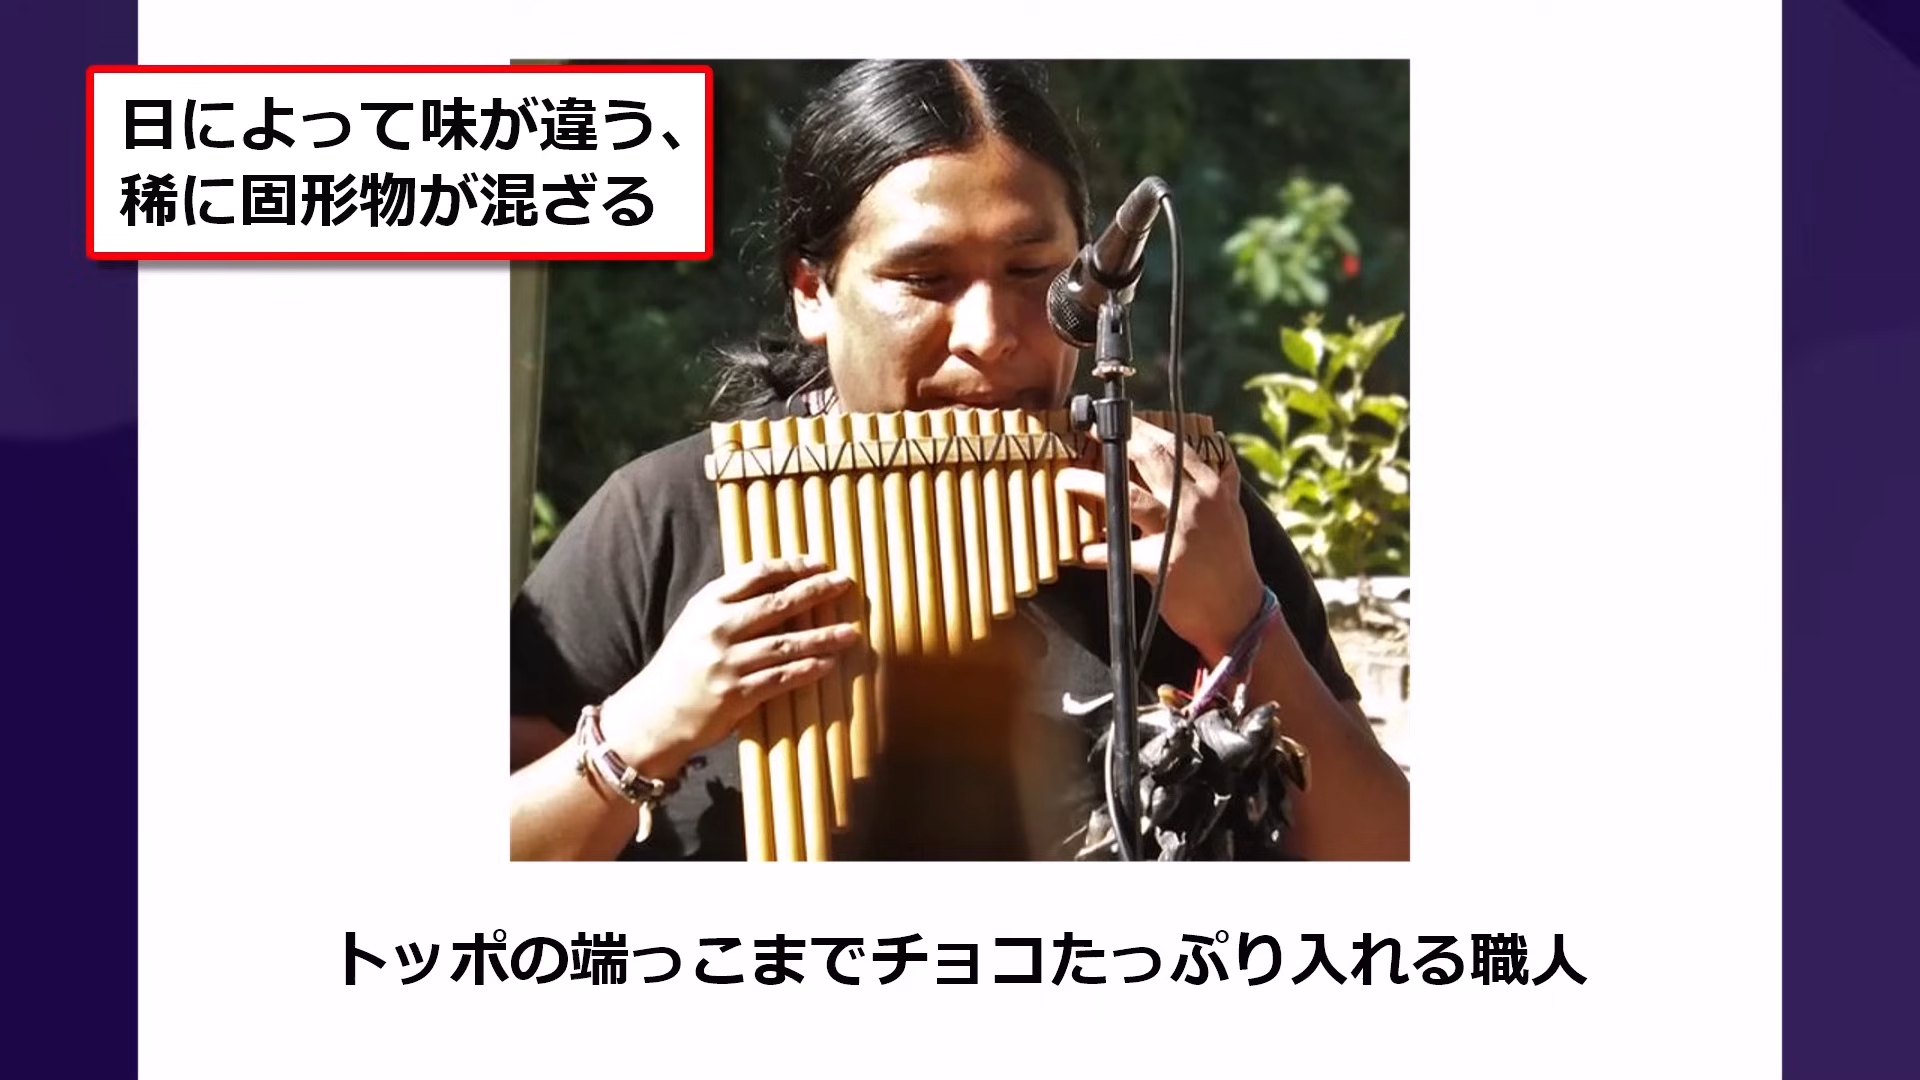 日によって味が違う、
稀に固形物が混ざる
トッポの端っこまでチョコたっぷり入れる職人